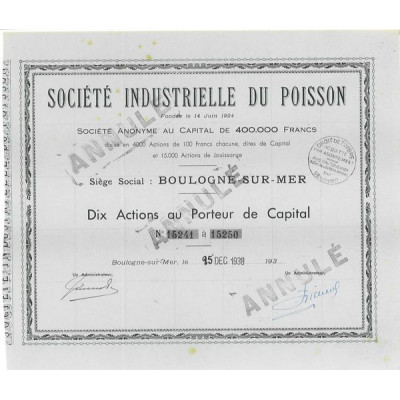 SOCIÉTÉ INDUSTRIELLE DU POISSON
Fondée le 14 Juin 1924
SOCIÉTÉ ANONYME AU CAPITAL DE 400.000 FRANCS
divisé en 4000 Actions de 100 francs chacune, dites de Capital
et 15.000 Actions de Jouissance
Siège Social : BOULOGNE-SUR-MER
Dix Actions au Porteur de Capital
N° 15241 à 15250
Boulogne-sur-Mer, le 15 DEC 1938 193
Un Administrateur,
Un Administrateur,
ANNULÉ
ANNULÉ
ANNULÉ